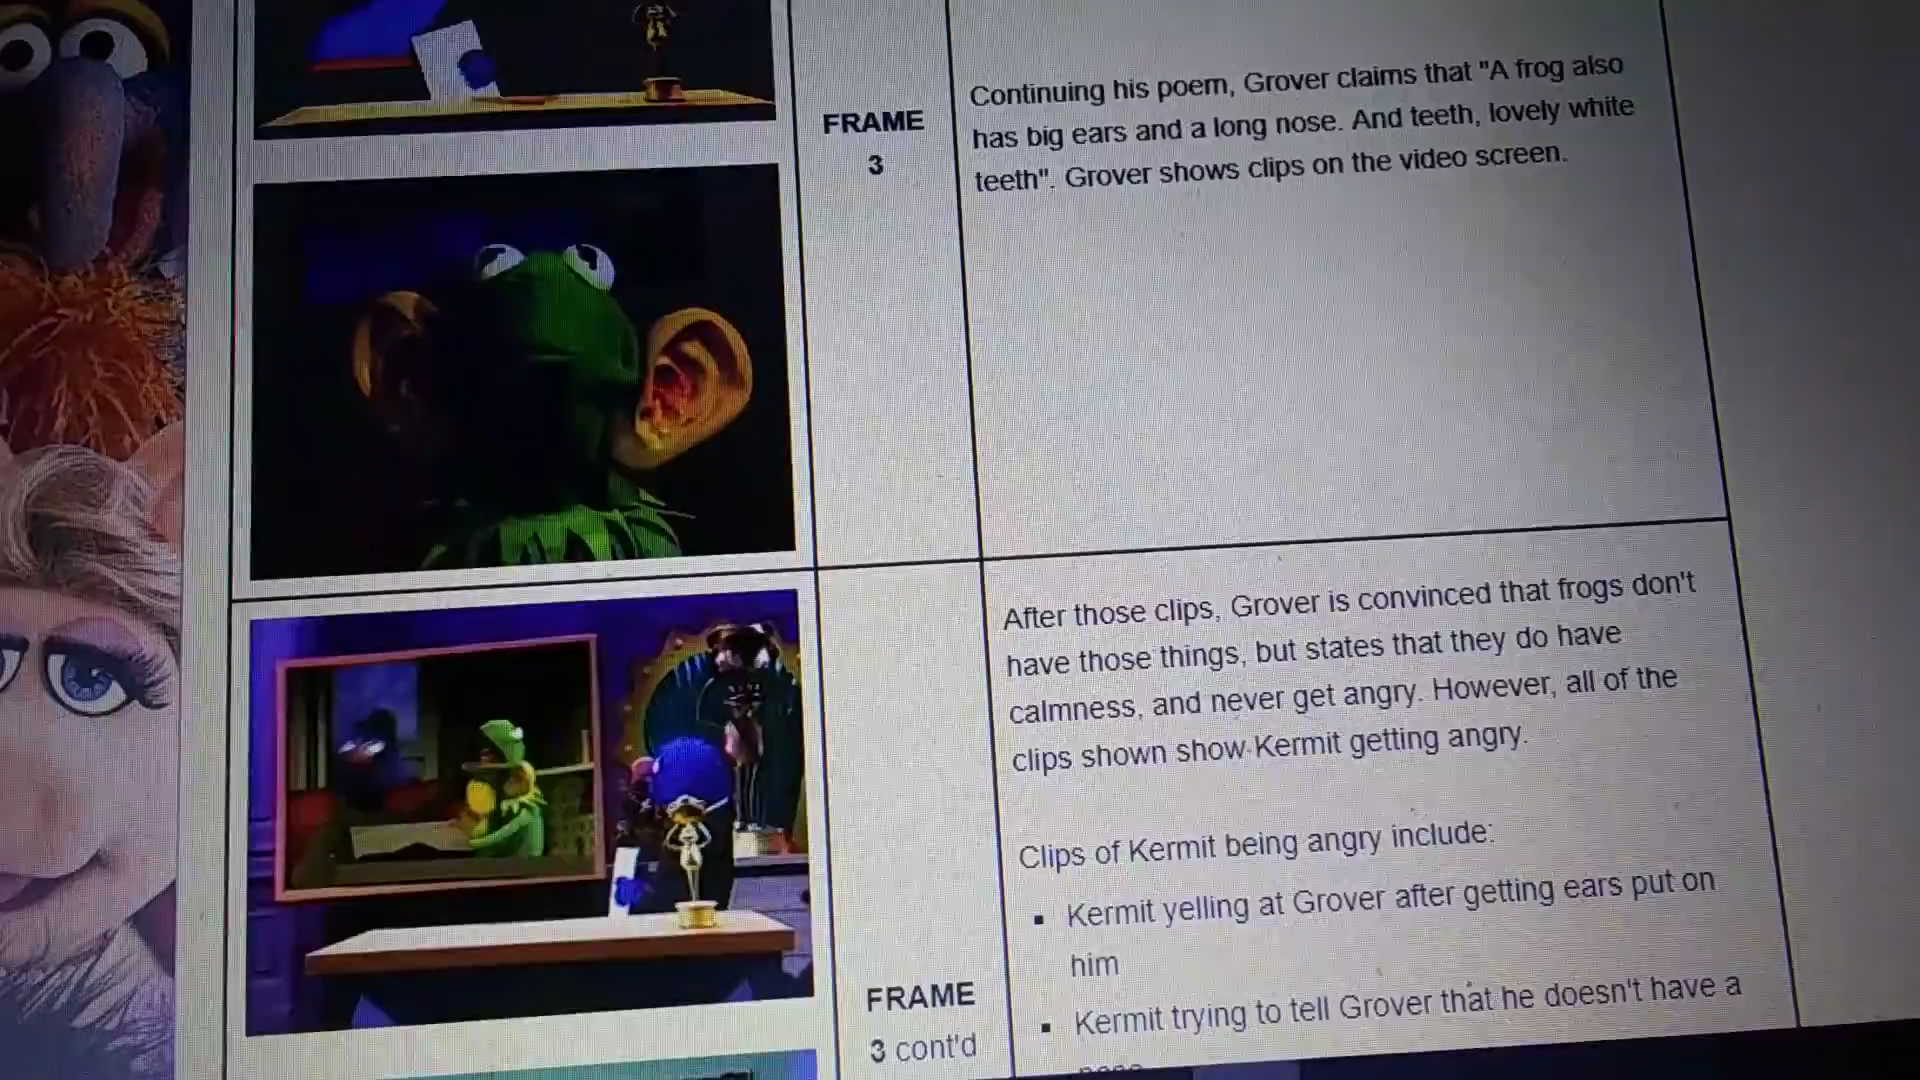 FRAME
3
Continuing his poem, Grover claims that "A frog also
has big ears and a long nose. And teeth, lovely white
teeth". Grover shows clips on the video screen.
After those clips, Grover is convinced that frogs don't
have those things, but states that they do have
calmness, and never get angry. However, all of the
clips shown show Kermit getting angry.
Clips of Kermit being angry include:
▪ Kermit yelling at Grover after getting ears put on
him
▪ Kermit trying to tell Grover that he doesn't have a
FRAME
3 cont'd